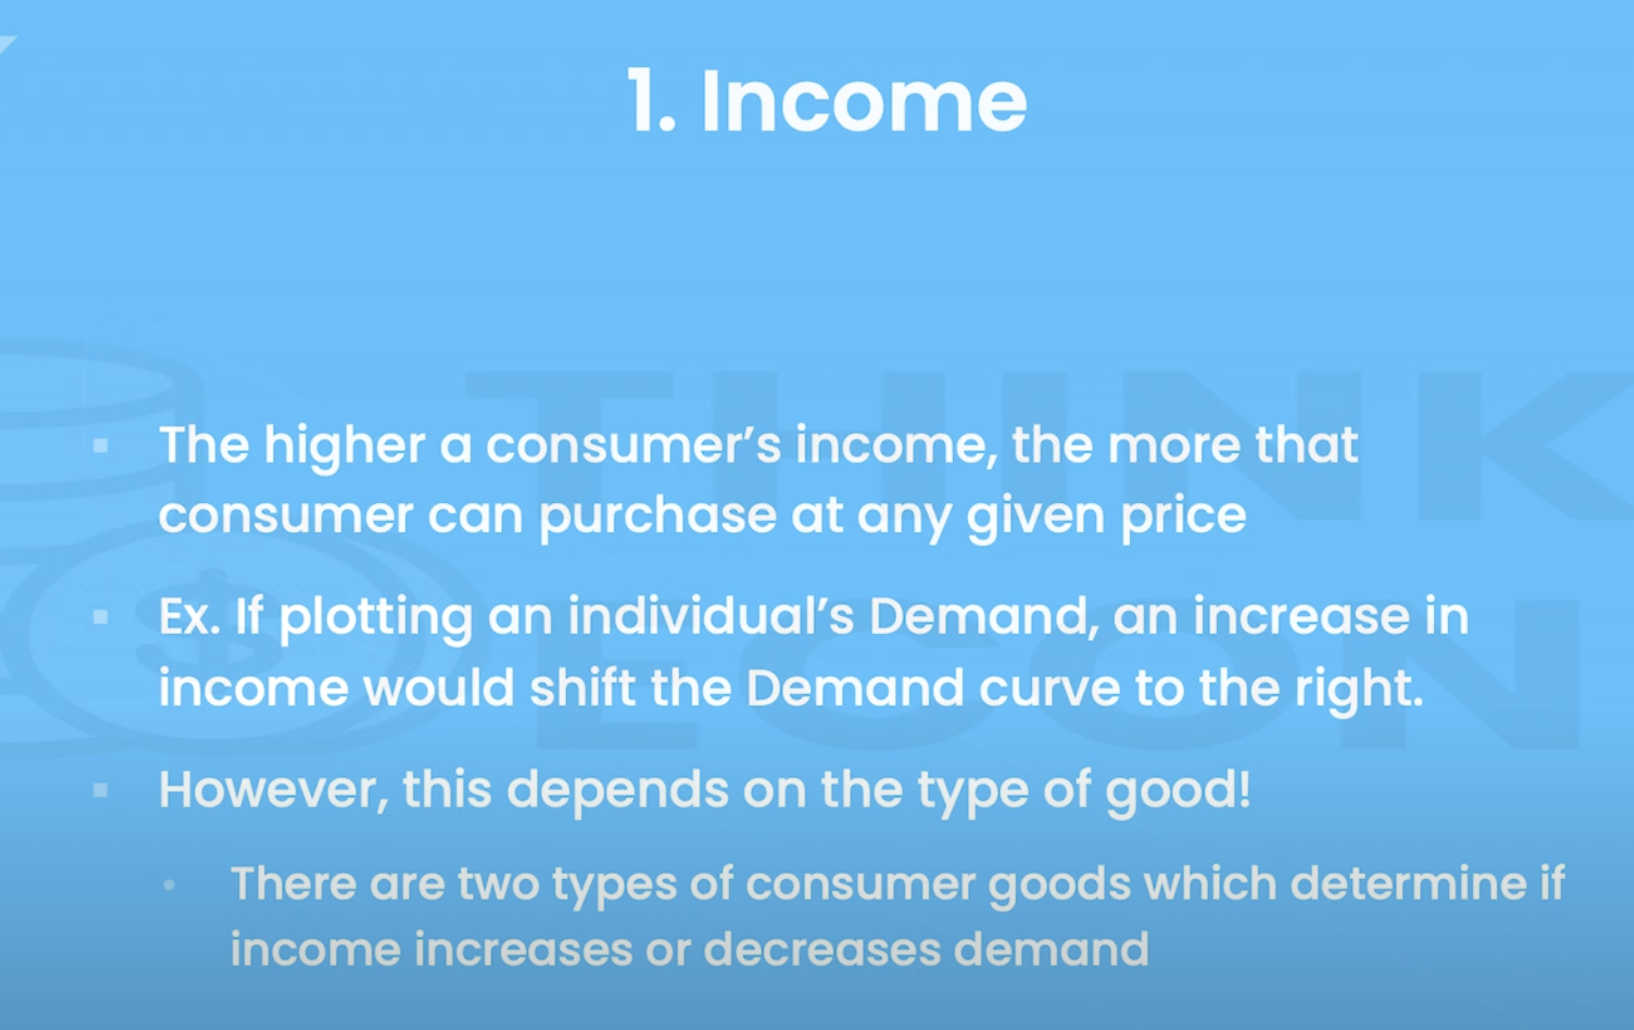 1. Income
The higher a consumer’s income, the more that
consumer can purchase at any given price
Ex. If plotting an individual’s Demand, an increase in
income would shift the Demand curve to the right.
However, this depends on the type of good!
There are two types of consumer goods which determine if
income increases or decreases demand
THINK
ECON
$